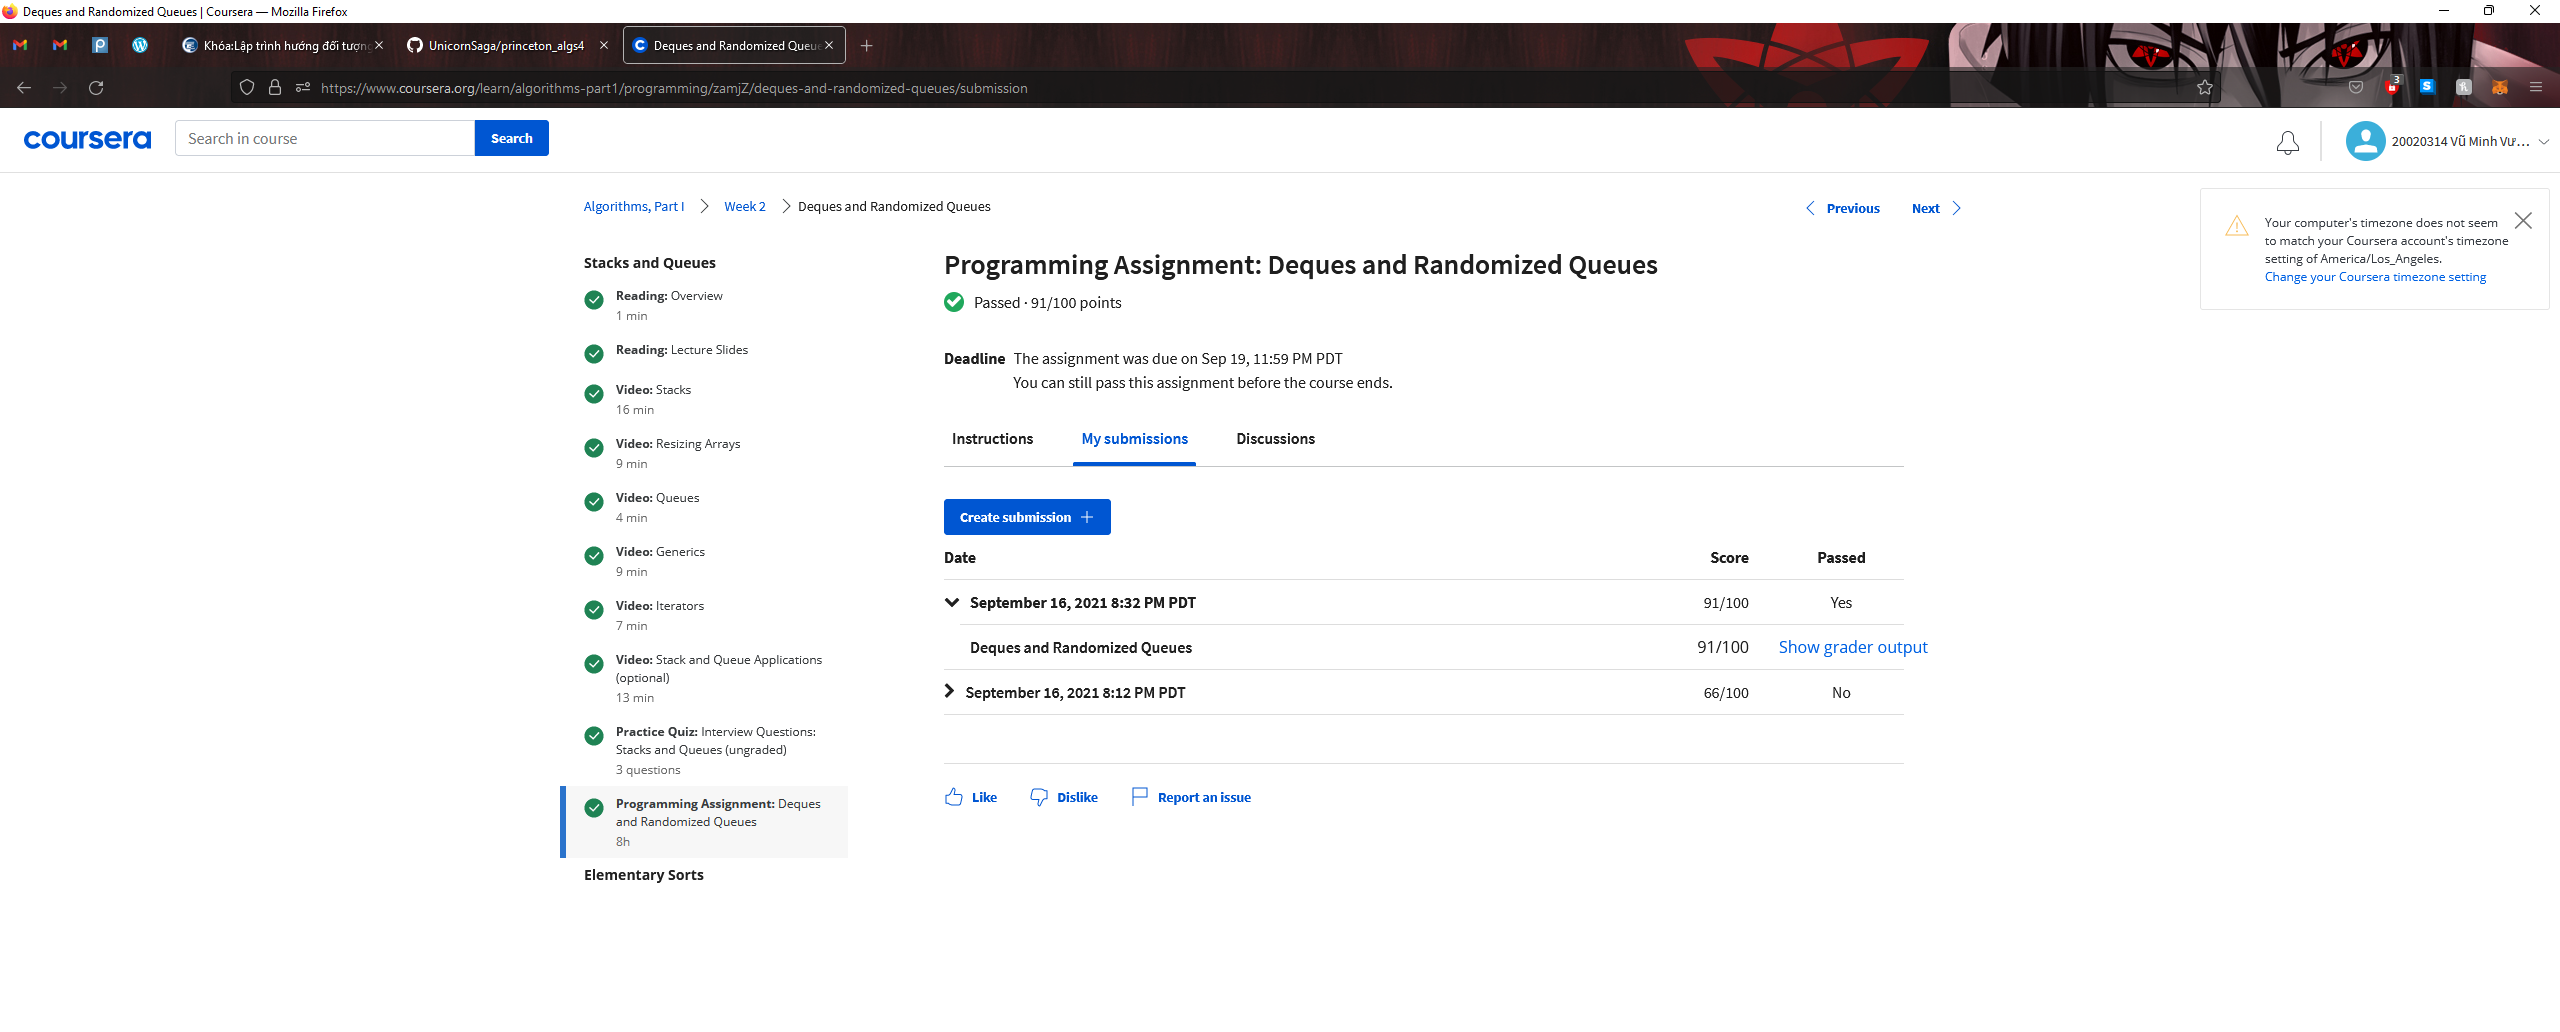 Deques and Randomized Queues | Coursera — Mozilla Firefox
Khóa:Lập trình hướng đối tượng
UnicornSaga/princeton_algs4
Deques and Randomized Queue
https://www.coursera.org/learn/algorithms-part1/programming/zamjZ/deques-and-randomized-queues/submission
3
coursera
Search in course
Search
20020314 Vũ Minh Vư...
Algorithms, Part I
Week 2
Deques and Randomized Queues
Previous
Next
Your computer's timezone does not seem
to match your Coursera account's timezone
setting of America/Los_Angeles.
Change your Coursera timezone setting
Stacks and Queues
Reading: Overview
1 min
Reading: Lecture Slides
Video: Stacks
16 min
Video: Resizing Arrays
9 min
Video: Queues
4 min
Video: Generics
9 min
Video: Iterators
7 min
Video: Stack and Queue Applications
(optional)
13 min
Practice Quiz: Interview Questions:
Stacks and Queues (ungraded)
3 questions
Programming Assignment: Deques
and Randomized Queues
8h
Elementary Sorts
Programming Assignment: Deques and Randomized Queues
Passed · 91/100 points
Deadline The assignment was due on Sep 19, 11:59 PM PDT
You can still pass this assignment before the course ends.
Instructions
My submissions
Discussions
Create submission
Date Score Passed
September 16, 2021 8:32 PM PDT 91/100 Yes
Deques and Randomized Queues 91/100 Show grader output
September 16, 2021 8:12 PM PDT 66/100 No
Like
Dislike
Report an issue